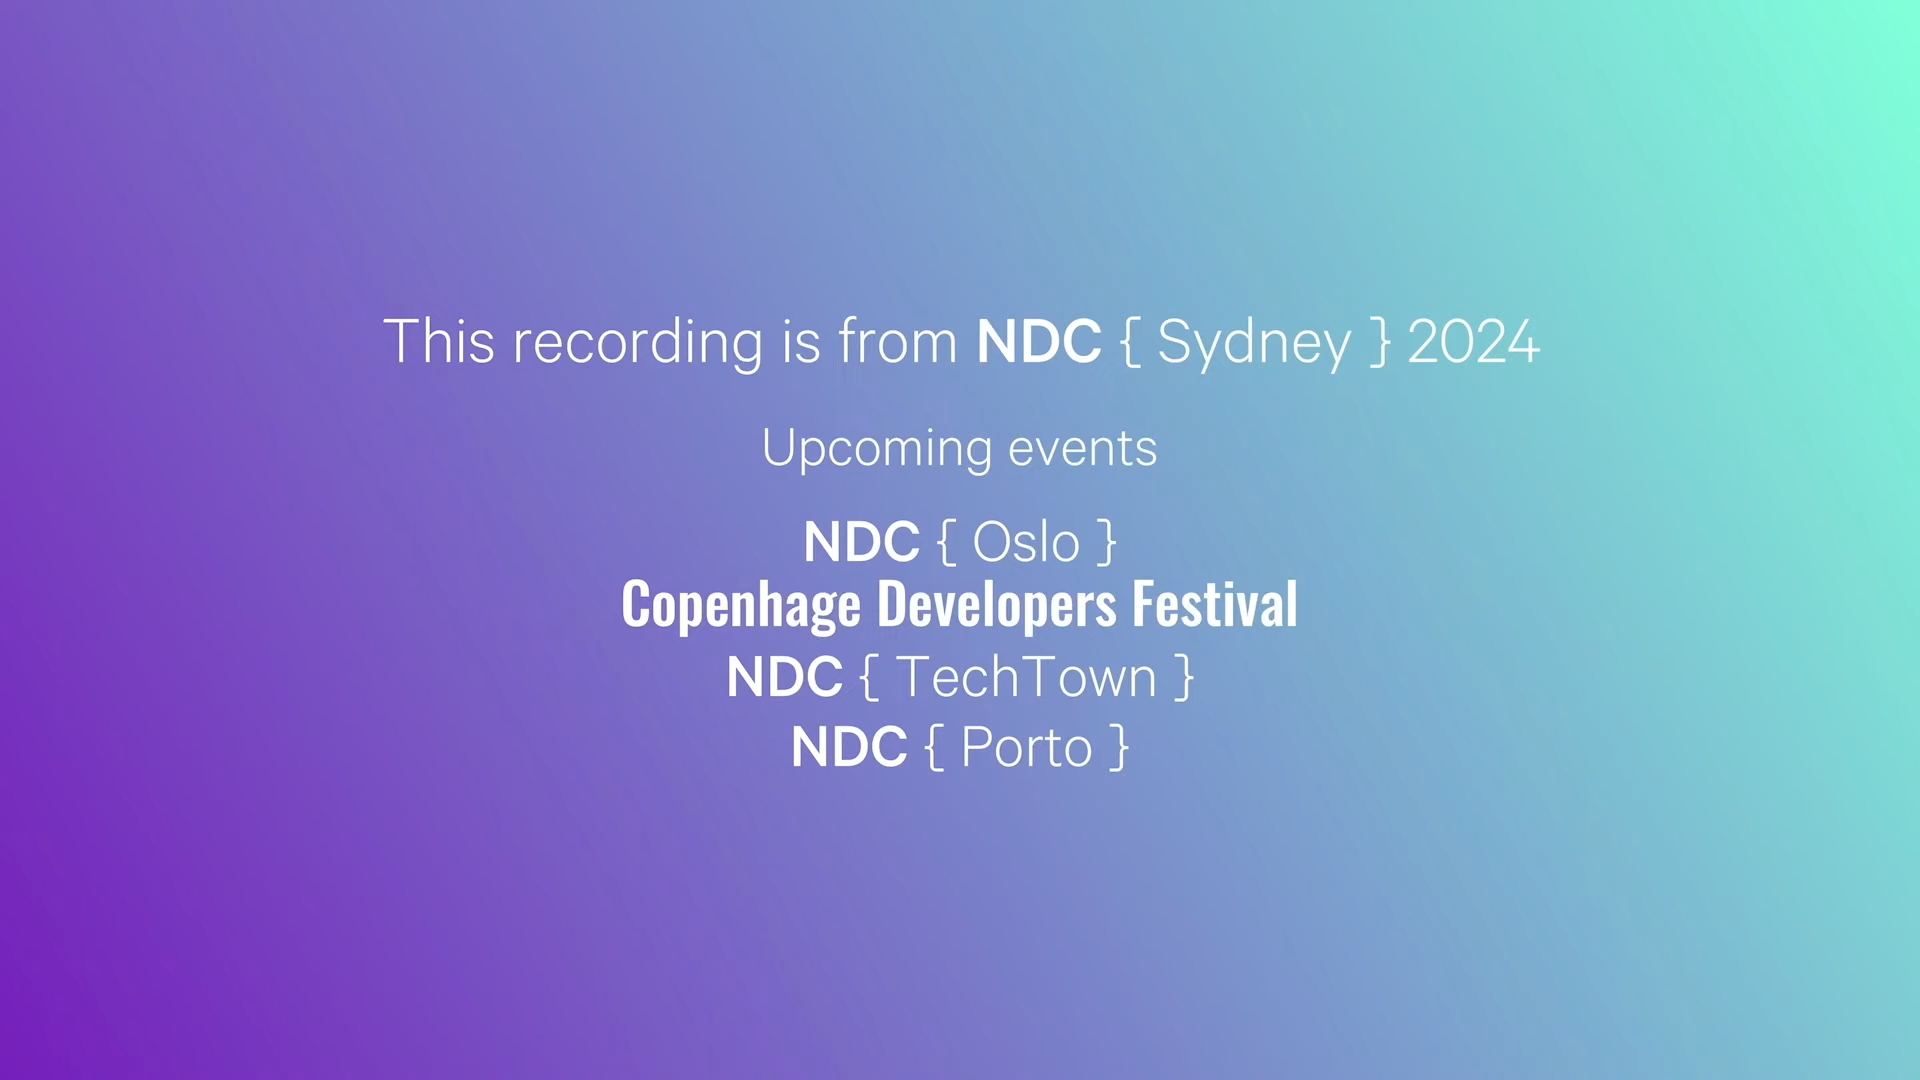 This recording is from NDC { Sydney } 2024
Upcoming events
NDC { Oslo }
Copenhage Developers Festival
NDC { TechTown }
NDC { Porto }